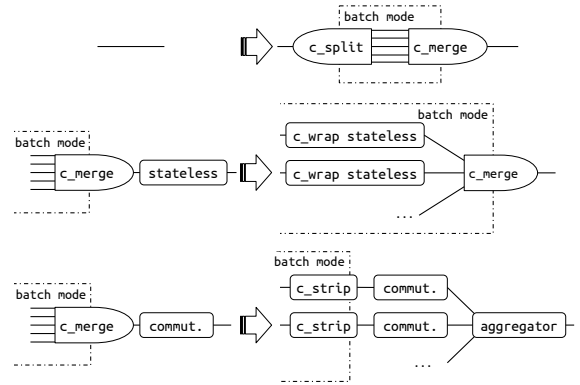 batch mode
c_split c_merge
batch mode
batch mode
c_wrap stateless
c_merge stateless
c_wrap stateless c_merge
...
batch mode
c_strip commut.
batch mode
c_merge commut.
c_strip commut. aggregator
...